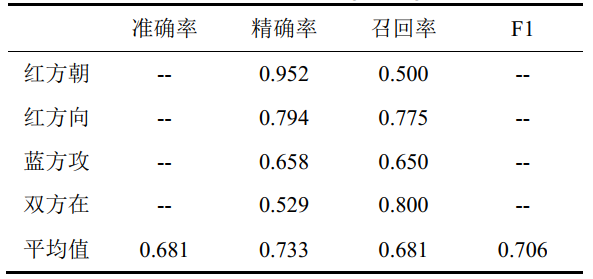 准确率 精确率 召回率 F1
红方朝 -- 0.952 0.500 --
红方向 -- 0.794 0.775 --
蓝方攻 -- 0.658 0.650 --
双方在 -- 0.529 0.800 --
平均值 0.681 0.733 0.681 0.706